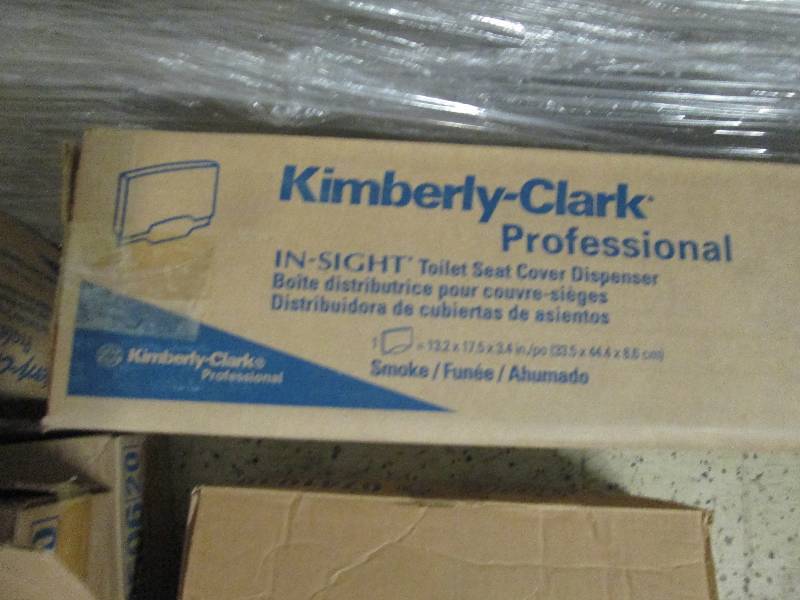 Kimberly-Clark
Professional
IN-SIGHT* Toilet Seat Cover Dispenser
Boîte distributrice pour couvre-sièges
Distribuidora de cubiertas de asientos
1 = 13.2 x 17.5 x 3.4 in./po (33.5 x 44.4 x 8.6 cm)
Smoke / Funée / Ahumado
Kimberly-Clark®
Professional